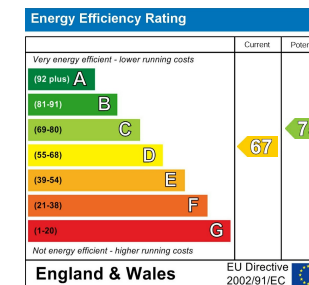 Energy Efficiency Rating
Current
Very energy efficient - lower running costs
(92 plus) A
(81-91) B
(69-80) C
(55-68) D
67
(39-54) E
(21-38) F
(1-20) G
Not energy efficient - higher running costs
England & Wales
EU Directive
2002/91/EC